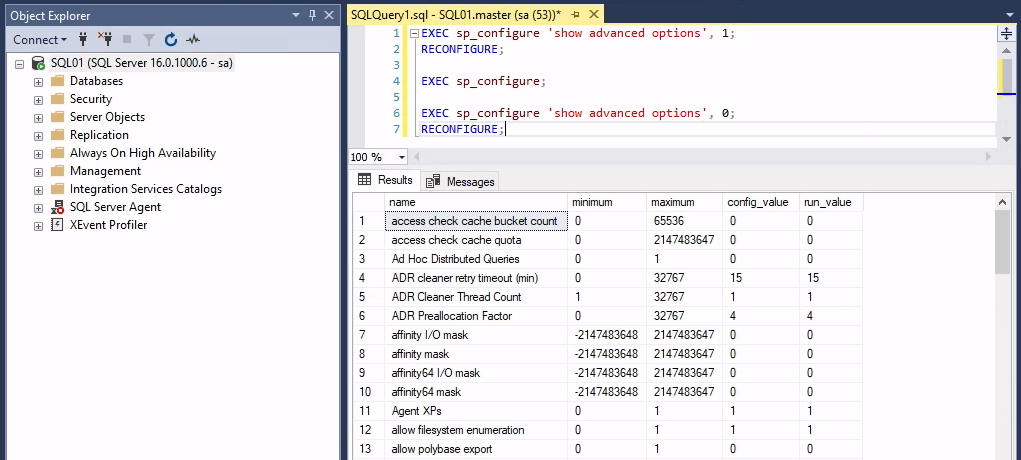 Object Explorer
Connect
SQL01 (SQL Server 16.0.1000.6 - sa)
Databases
Security
Server Objects
Replication
Always On High Availability
Management
Integration Services Catalogs
SQL Server Agent
XEvent Profiler
SQLQuery1.sql - SQL01.master (sa (53))*
1 EXEC sp_configure 'show advanced options', 1;
2 RECONFIGURE;
3
4 EXEC sp_configure;
5
6 EXEC sp_configure 'show advanced options', 0;
7 RECONFIGURE;
100 %
Results Messages
name minimum maximum config_value run_value
1 access check cache bucket count 0 65536 0 0
2 access check cache quota 0 2147483647 0 0
3 Ad Hoc Distributed Queries 0 1 0 0
4 ADR cleaner retry timeout (min) 0 32767 15 15
5 ADR Cleaner Thread Count 1 32767 1 1
6 ADR Preallocation Factor 0 32767 4 4
7 affinity I/O mask -2147483648 2147483647 0 0
8 affinity mask -2147483648 2147483647 0 0
9 affinity64 I/O mask -2147483648 2147483647 0 0
10 affinity64 mask -2147483648 2147483647 0 0
11 Agent XPs 0 1 1 1
12 allow filesystem enumeration 0 1 1 1
13 allow polybase export 0 1 0 0